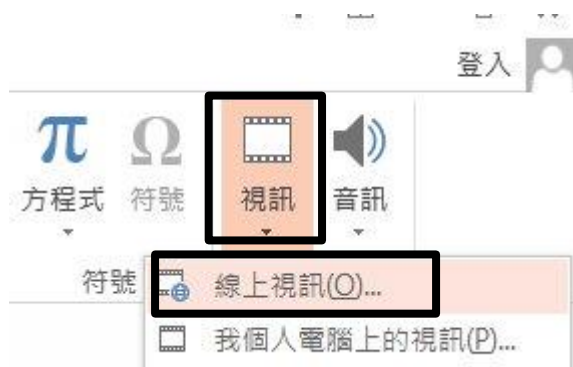 登入
π Ω
方程式 符號 視訊 音訊
符號
線上視訊(O)...
我個人電腦上的視訊(P)...